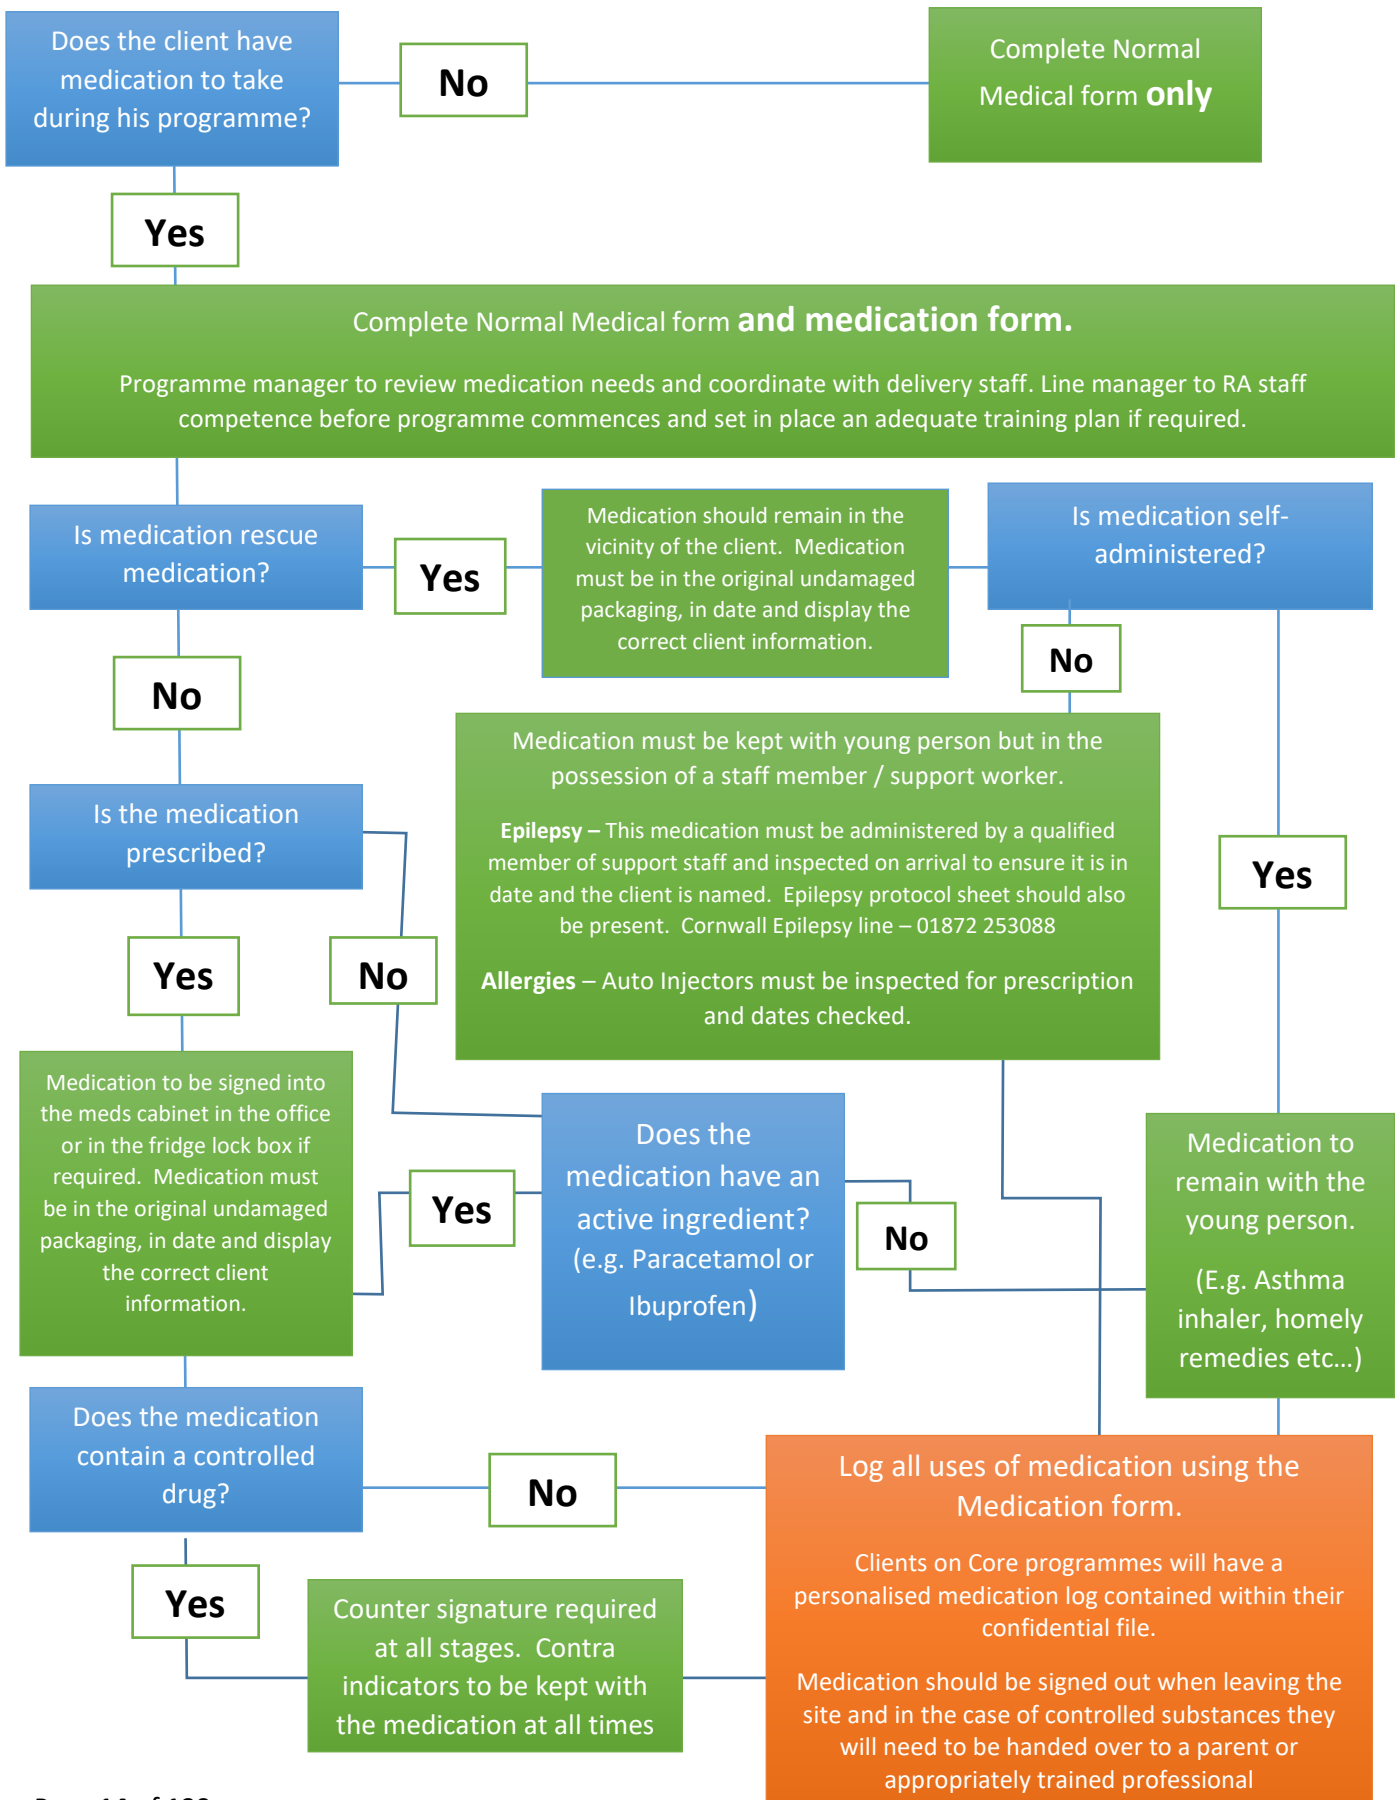 Does the client have
medication to take
during his programme?
No
Complete Normal
Medical form only
Yes
Complete Normal Medical form and medication form.
Programme manager to review medication needs and coordinate with delivery staff. Line manager to RA staff
competence before programme commences and set in place an adequate training plan if required.
Is medication rescue
medication?
Yes
Medication should remain in the
vicinity of the client. Medication
must be in the original undamaged
packaging, in date and display the
correct client information.
Is medication self-
administered?
No
No
Medication must be kept with young person but in the
possession of a staff member / support worker.
Epilepsy – This medication must be administered by a qualified
member of support staff and inspected on arrival to ensure it is in
date and the client is named. Epilepsy protocol sheet should also
be present. Cornwall Epilepsy line – 01872 253088
Allergies – Auto Injectors must be inspected for prescription
and dates checked.
Is the medication
prescribed?
Yes
Yes
No
Medication to be signed into
the meds cabinet in the office
or in the fridge lock box if
required. Medication must
be in the original undamaged
packaging, in date and display
the correct client
information.
Yes
Does the
medication have an
active ingredient?
(e.g. Paracetamol or
Ibuprofen)
No
Medication to
remain with the
young person.
(E.g. Asthma
inhaler, homely
remedies etc…)
Does the medication
contain a controlled
drug?
No
Log all uses of medication using the
Medication form.
Clients on Core programmes will have a
personalised medication log contained within their
confidential file.
Medication should be signed out when leaving the
site and in the case of controlled substances they
will need to be handed over to a parent or
appropriately trained professional
Yes
Counter signature required
at all stages. Contra
indicators to be kept with
the medication at all times